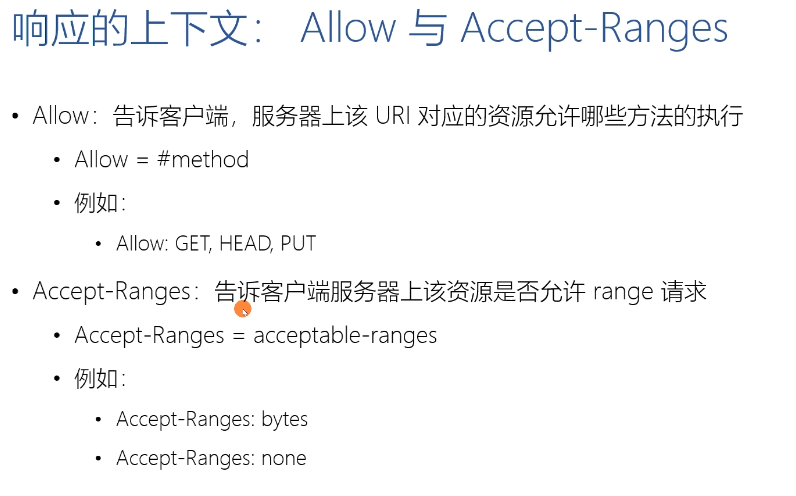 响应的上下文： Allow 与 Accept-Ranges
• Allow：告诉客户端，服务器上该 URI 对应的资源允许哪些方法的执行
• Allow = #method
• 例如：
• Allow: GET, HEAD, PUT
• Accept-Ranges：告诉客户端服务器上该资源是否允许 range 请求
• Accept-Ranges = acceptable-ranges
• 例如：
• Accept-Ranges: bytes
• Accept-Ranges: none